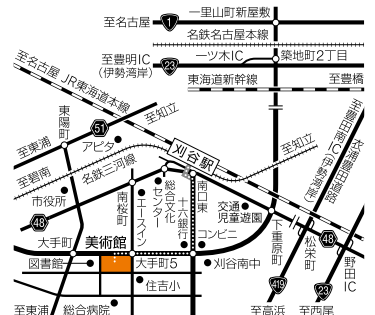 至名古屋
1
一里山町新屋敷
名鉄名古屋本線
至豊明IC
(伊勢湾岸)
23
一ツ木IC
築地町2丁目
東海道新幹線
至豊橋
至名古屋
JR東海道本線
東陽町
51
至知立
至東浦
アピタ
至碧南
名鉄三河線
刈谷駅
至知立
至豊田南IC(伊勢湾岸)
衣浦豊田道路
市役所
48
南桜町
エースイン
総合文化
センター
十六銀行
南口東
交通
児童遊園
コンビニ
大手町
美術館
図書館
大手町5
刈谷南中
住吉小
下重原町
松栄町
48
野田IC
419
23
至東浦
総合病院
至高浜
至西尾